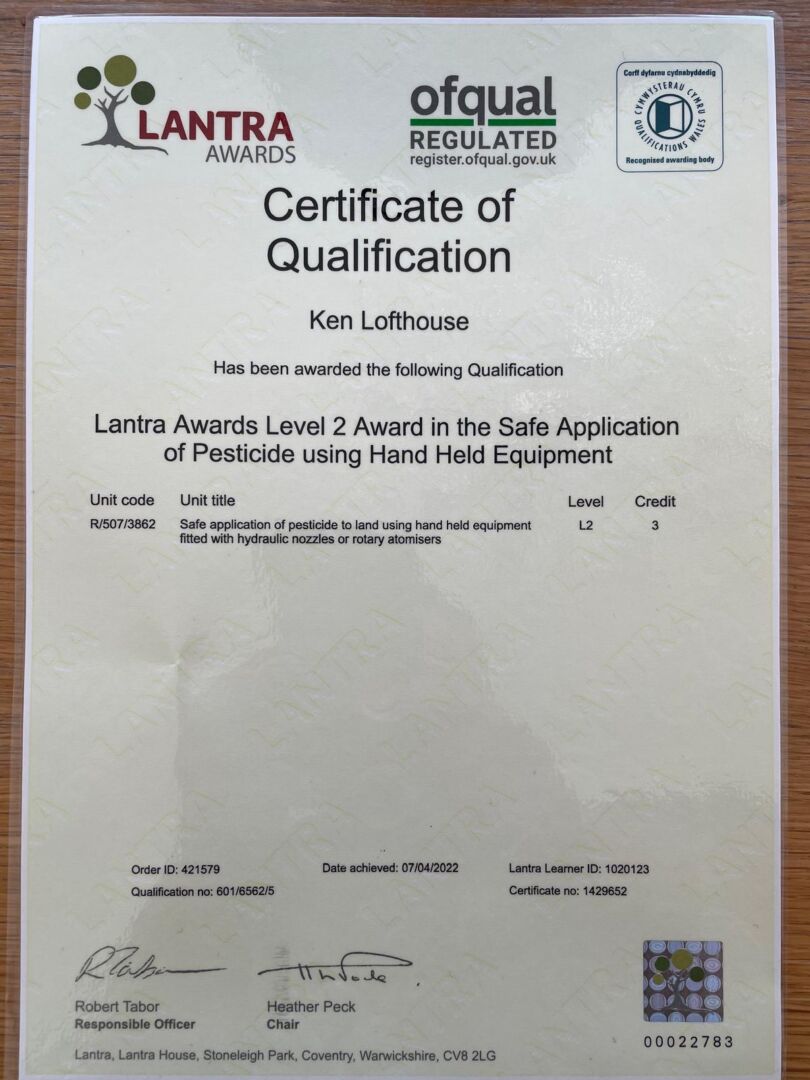 LANTRA
AWARDS
ofqual
REGULATED
register.ofqual.gov.uk
Corff dyfarnu cydnabyddedig
CYMWYSTERAU CYMRU
QUALIFICATIONS WALES
Recognised awarding body
Certificate of
Qualification
Ken Lofthouse
Has been awarded the following Qualification
Lantra Awards Level 2 Award in the Safe Application
of Pesticide using Hand Held Equipment
Unit code Unit title Level Credit
R/507/3862 Safe application of pesticide to land using hand held equipment L2 3
fitted with hydraulic nozzles or rotary atomisers
Order ID: 421579 Date achieved: 07/04/2022 Lantra Learner ID: 1020123
Qualification no: 601/6562/5 Certificate no: 1429652
Robert Tabor Heather Peck
Responsible Officer Chair
00022783
Lantra, Lantra House, Stoneleigh Park, Coventry, Warwickshire, CV8 2LG